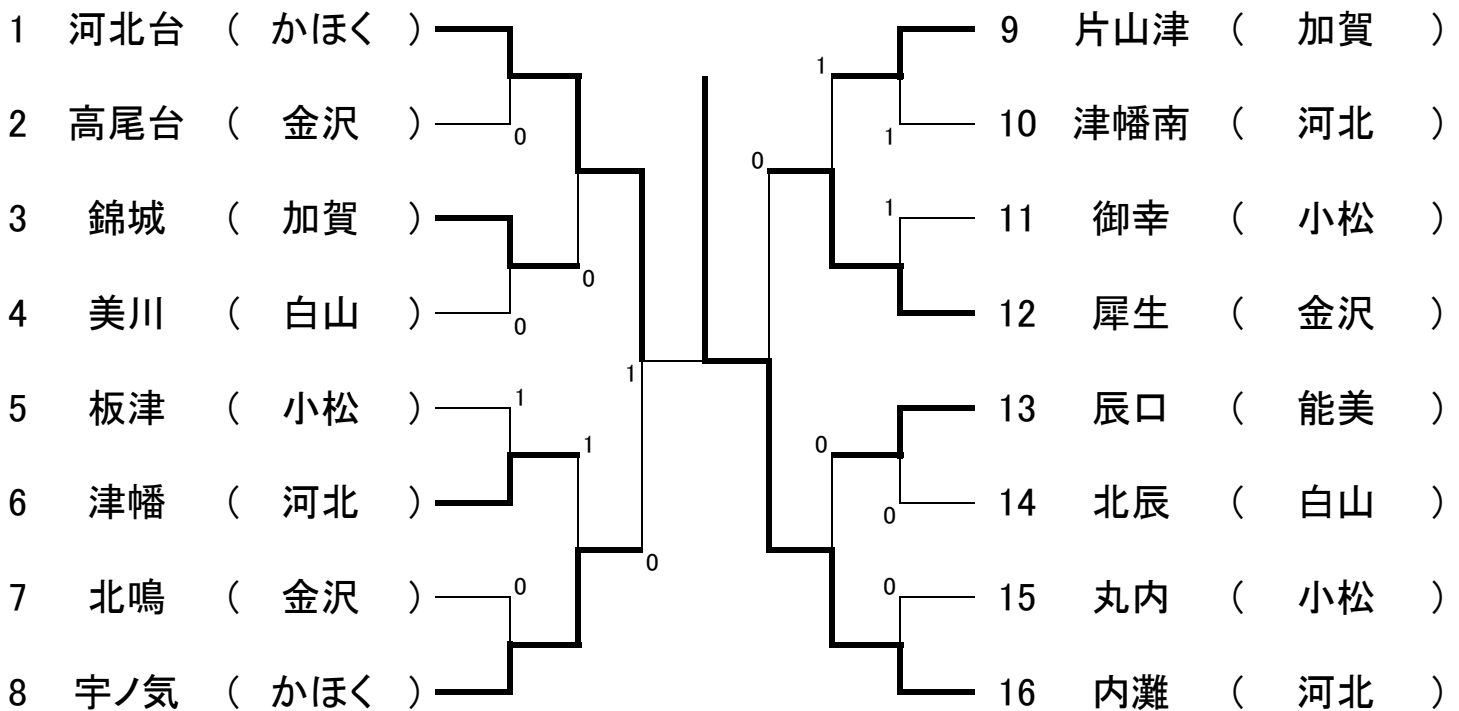 1 河北台 ( かほく )
9 片山津 ( 加賀 )
1
2 高尾台 ( 金沢 )
0
1
10 津幡南 ( 河北 )
0
3 錦城 ( 加賀 )
1
11 御幸 ( 小松 )
0
4 美川 ( 白山 )
0
12 犀生 ( 金沢 )
1
5 板津 ( 小松 )
1
13 辰口 ( 能美 )
1
0
6 津幡 ( 河北 )
0
14 北辰 ( 白山 )
0
7 北鳴 ( 金沢 )
0
0
15 丸内 ( 小松 )
8 宇ノ気 ( かほく )
16 内灘 ( 河北 )